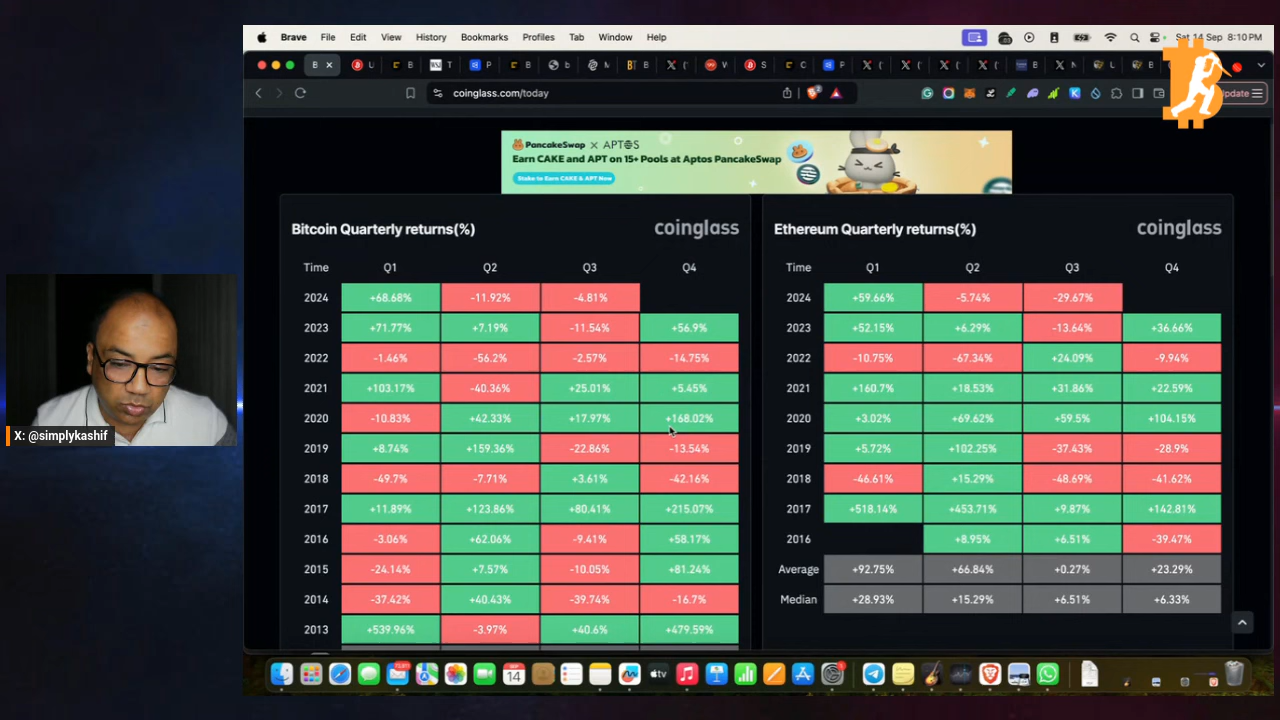 Brave File Edit View History Bookmarks Profiles Tab Window Help Sat 14 Sep 8:10 PM
coinglass.com/today
Update
PancakeSwap X APTOS
Earn CAKE and APT on 15+ Pools at Aptos PancakeSwap
Stake to Earn CAKE & APT Now
Bitcoin Quarterly returns(%) coinglass
Time Q1 Q2 Q3 Q4
2024 +68.68% -11.92% -4.81%
2023 +71.77% +7.19% -11.54% +56.9%
2022 -1.46% -56.2% -2.57% -14.75%
2021 +103.17% -40.36% +25.01% +5.45%
2020 -10.83% +42.33% +17.97% +168.02%
2019 +8.74% +159.36% -22.86% -13.54%
2018 -49.7% -7.71% +3.61% -42.16%
2017 +11.89% +123.86% +80.41% +215.07%
2016 -3.06% +62.06% -9.41% +58.17%
2015 -24.14% +7.57% -10.05% +81.24%
2014 -37.42% +40.43% -39.74% -16.7%
2013 +539.96% -3.97% +40.6% +479.59%
Ethereum Quarterly returns(%) coinglass
Time Q1 Q2 Q3 Q4
2024 +59.66% -5.74% -29.67%
2023 +52.15% +6.29% -13.64% +36.66%
2022 -10.75% -67.34% +24.09% -9.94%
2021 +160.7% +18.53% +31.86% +22.59%
2020 +3.02% +69.62% +59.5% +104.15%
2019 +5.72% +102.25% -37.43% -28.9%
2018 -46.61% +15.29% -48.69% -41.62%
2017 +518.14% +453.71% +9.87% +142.81%
2016 +8.95% +6.51% -39.47%
Average +92.75% +66.84% +0.27% +23.29%
Median +28.93% +15.29% +6.51% +6.33%
X: @simplykashif